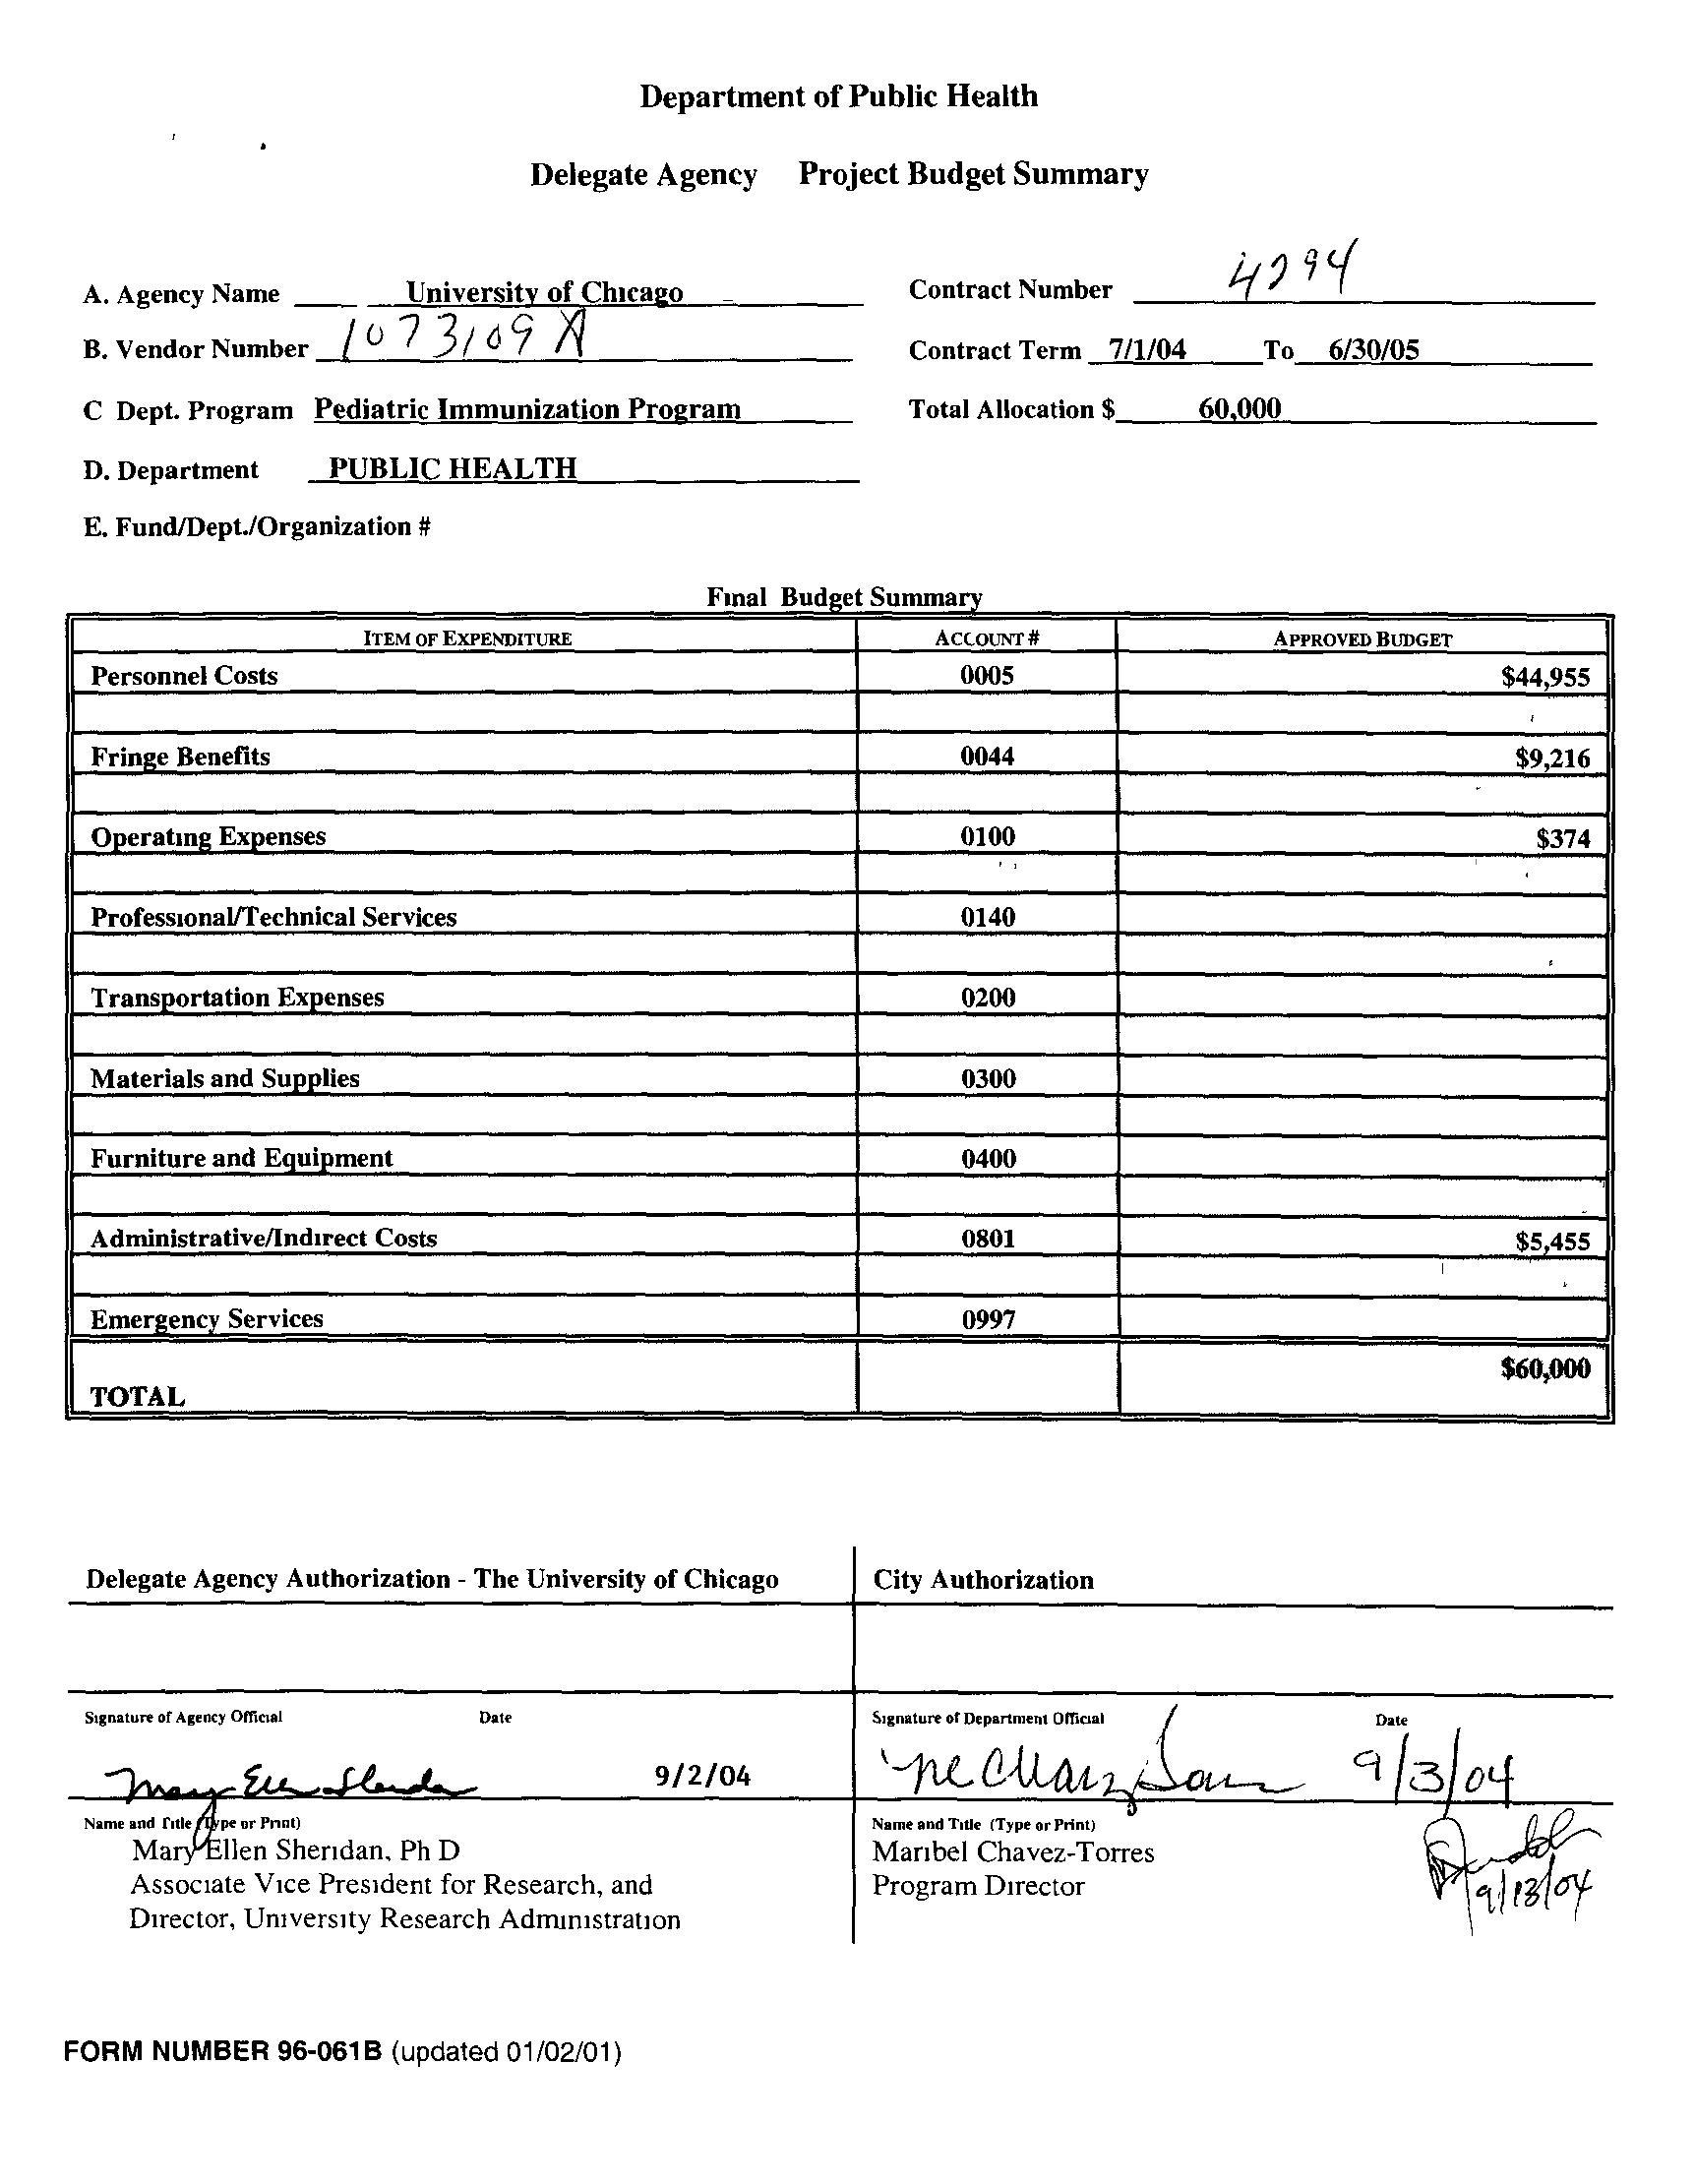 Department of Public Health
Delegate Agency Project Budget Summary
A. Agency Name University of Chicago
Contract Number 4294
B. Vendor Number 1073109 A
Contract Term 7/1/04 To 6/30/05
C Dept. Program Pediatric Immunization Program
Total Allocation $ 60,000
D. Department PUBLIC HEALTH
E. Fund/Dept./Organization #
Final Budget Summary
ITEM OF EXPENDITURE ACCOUNT # APPROVED BUDGET
Personnel Costs 0005 $44,955
Fringe Benefits 0044 $9,216
Operating Expenses 0100 $374
Professional/Technical Services 0140
Transportation Expenses 0200
Materials and Supplies 0300
Furniture and Equipment 0400
Administrative/Indirect Costs 0801 $5,455
Emergency Services 0997
TOTAL $60,000
Delegate Agency Authorization - The University of Chicago
City Authorization
Signature of Agency Official Date
Signature of Department Official Date
Mary Ellen Sheridan 9/2/04
9/3/04
Name and Title (Type or Print)
Mary Ellen Sheridan, Ph D
Associate Vice President for Research, and
Director, University Research Administration
Name and Title (Type or Print)
Maribel Chavez-Torres
Program Director
9/13/04
FORM NUMBER 96-061B (updated 01/02/01)